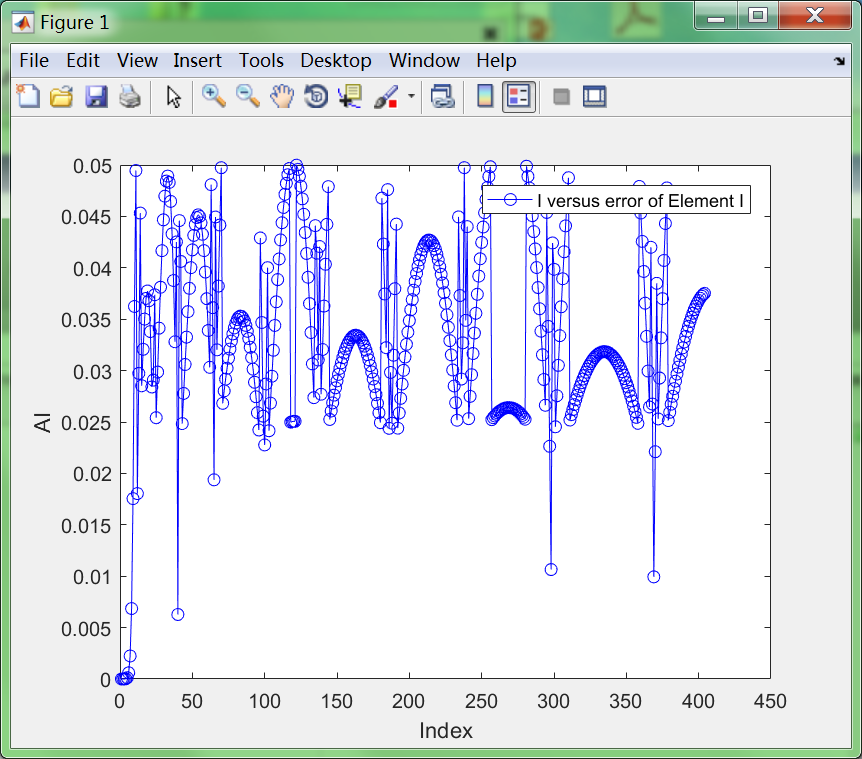 Figure 1
File Edit View Insert Tools Desktop Window Help
0.05
0.045
0.04
0.035
0.03
0.025
0.02
0.015
0.01
0.005
0
AI
I versus error of Element I
0 50 100 150 200 250 300 350 400 450
Index